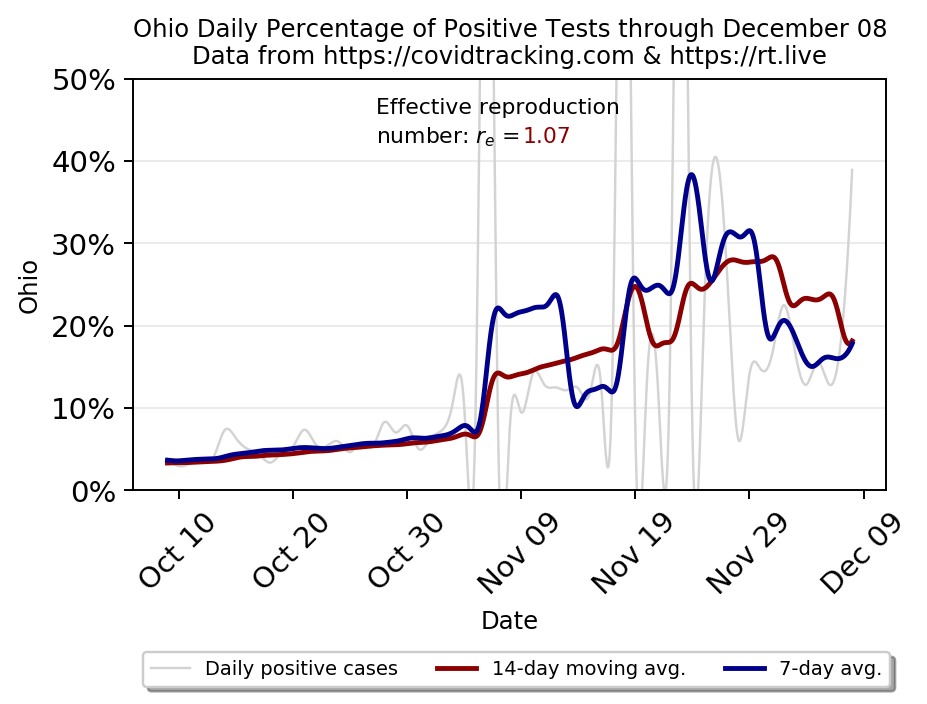 Ohio Daily Percentage of Positive Tests through December 08
Data from https://covidtracking.com & https://rt.live
50%
Effective reproduction
number: rₑ =1.07
40%
30%
20%
10%
0%
Ohio
Oct 10
Oct 20
Oct 30
Nov 09
Nov 19
Nov 29
Dec 09
Date
Daily positive cases
14-day moving avg.
7-day avg.